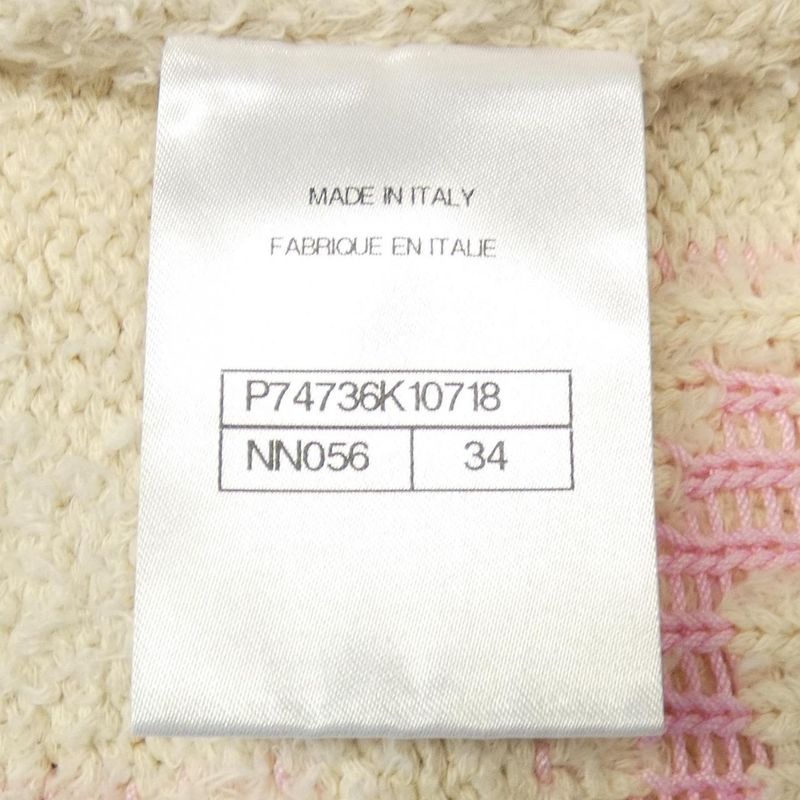 MADE IN ITALY
FABRIQUE EN ITALIE
P74736K10718
NN056 34